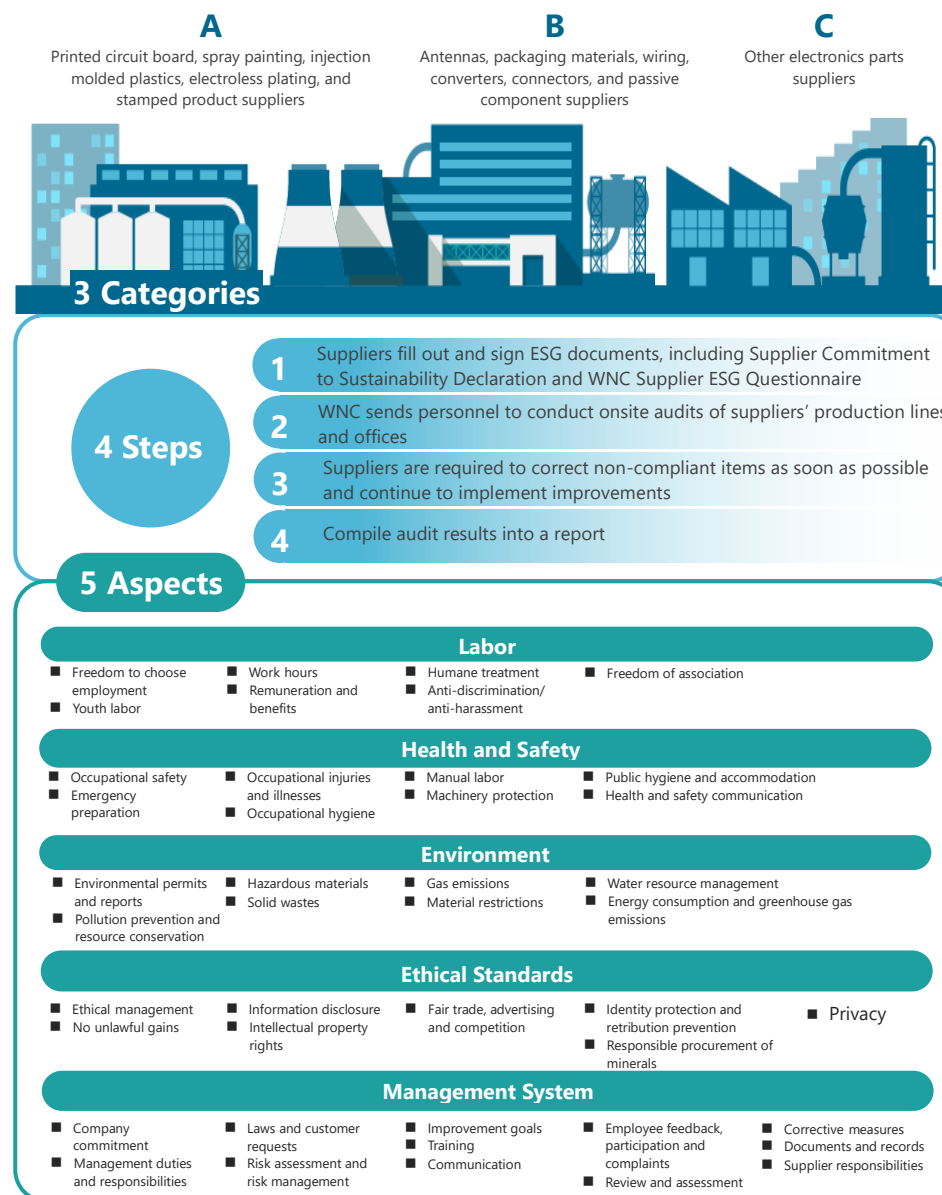 A
Printed circuit board, spray painting, injection
molded plastics, electroless plating, and
stamped product suppliers
B
Antennas, packaging materials, wiring,
converters, connectors, and passive
component suppliers
C
Other electronics parts
suppliers
3 Categories
4 Steps
1
Suppliers fill out and sign ESG documents, including Supplier Commitment
to Sustainability Declaration and WNC Supplier ESG Questionnaire
2
WNC sends personnel to conduct onsite audits of suppliers’ production lines
and offices
3
Suppliers are required to correct non-compliant items as soon as possible
and continue to implement improvements
4
Compile audit results into a report
5 Aspects
Labor
■ Freedom to choose
employment
■ Youth labor
■ Work hours
■ Remuneration and
benefits
■ Humane treatment
■ Anti-discrimination/
anti-harassment
■ Freedom of association
Health and Safety
■ Occupational safety
■ Emergency
preparation
■ Occupational injuries
and illnesses
■ Occupational hygiene
■ Manual labor
■ Machinery protection
■ Public hygiene and accommodation
■ Health and safety communication
Environment
■ Environmental permits
and reports
■ Pollution prevention and
resource conservation
■ Hazardous materials
■ Solid wastes
■ Gas emissions
■ Material restrictions
■ Water resource management
■ Energy consumption and greenhouse gas
emissions
Ethical Standards
■ Ethical management
■ No unlawful gains
■ Information disclosure
■ Intellectual property
rights
■ Fair trade, advertising
and competition
■ Identity protection and
retribution prevention
■ Responsible procurement of
minerals
■ Privacy
Management System
■ Company
commitment
■ Management duties
and responsibilities
■ Laws and customer
requests
■ Risk assessment and
risk management
■ Improvement goals
■ Training
■ Communication
■ Employee feedback,
participation and
complaints
■ Review and assessment
■ Corrective measures
■ Documents and records
■ Supplier responsibilities